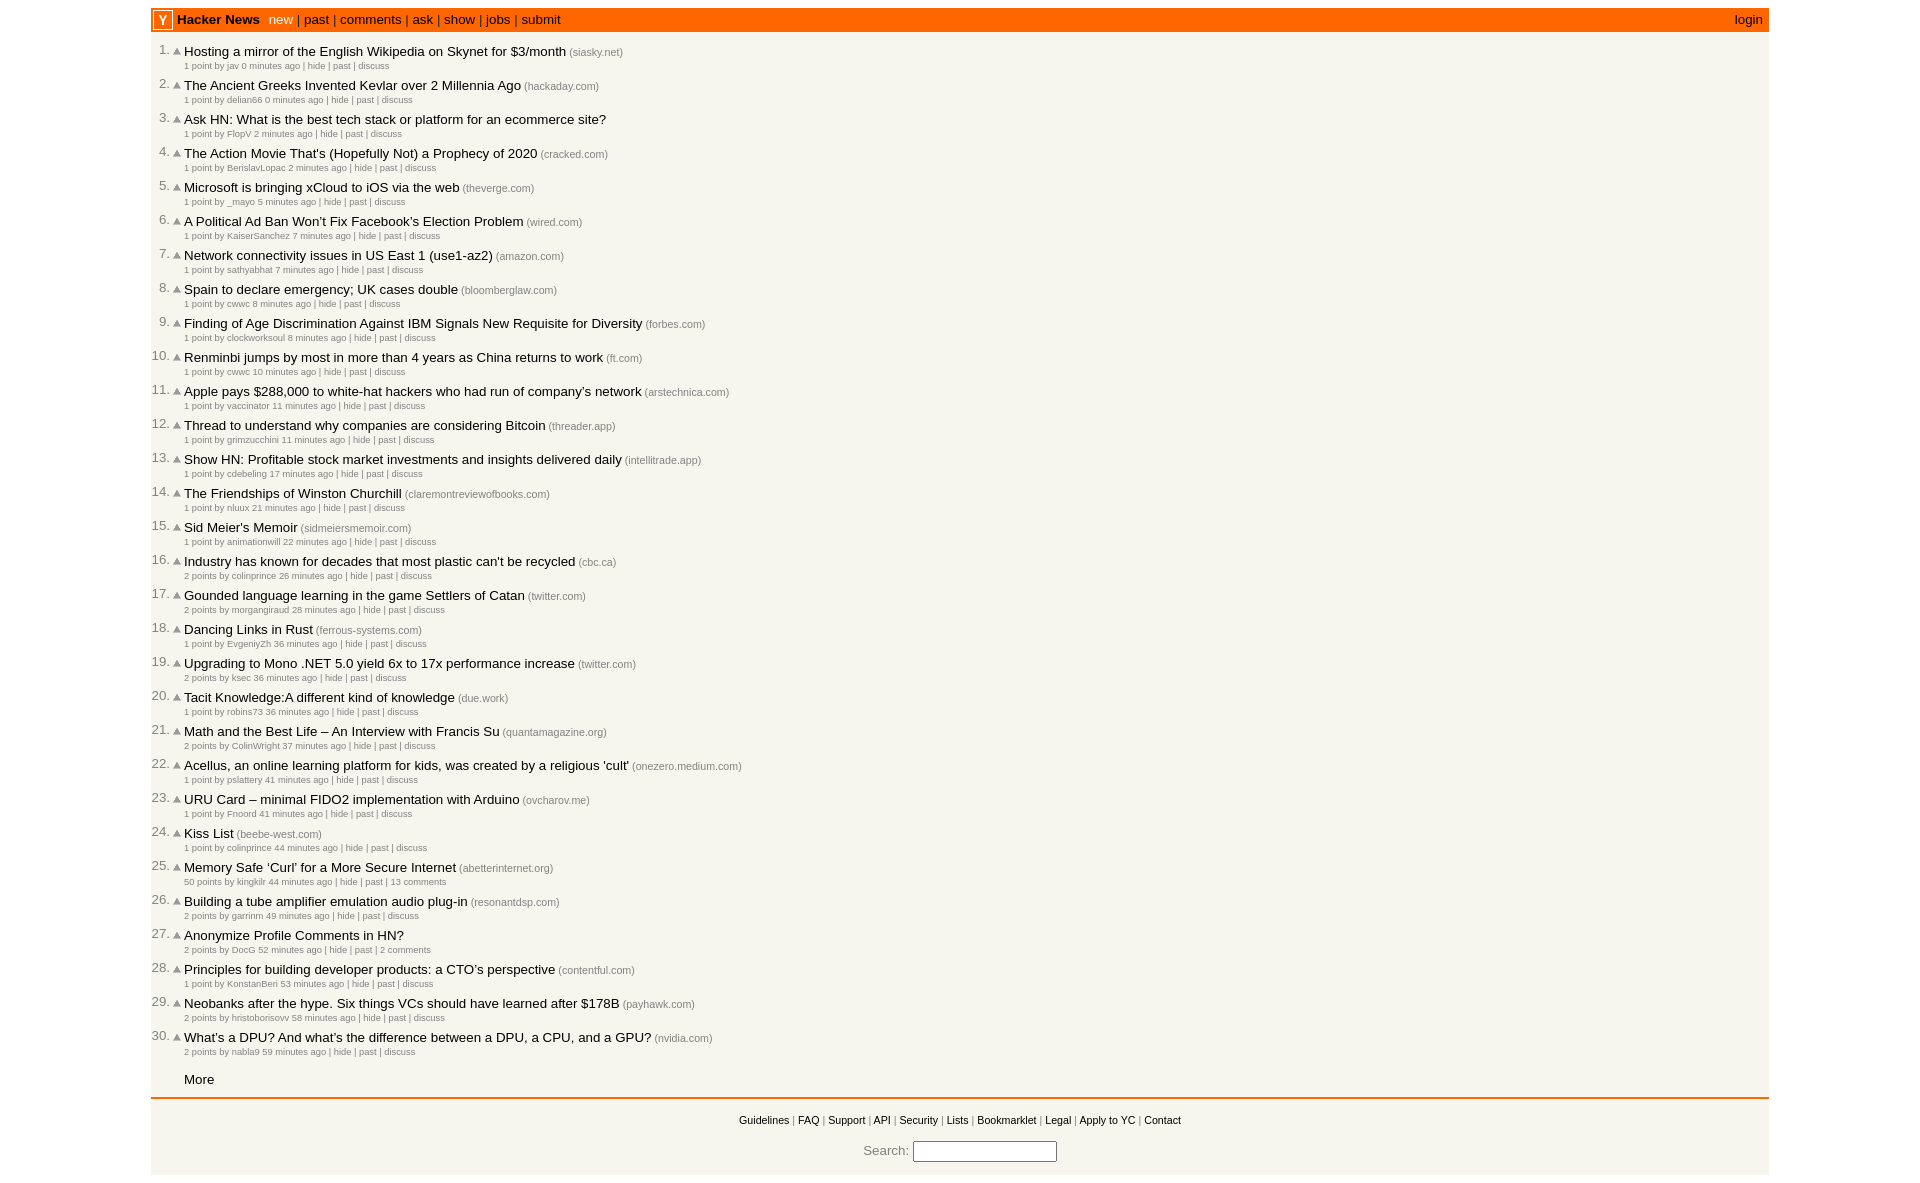 Y Hacker News new | past | comments | ask | show | jobs | submit login
1. Hosting a mirror of the English Wikipedia on Skynet for $3/month (siasky.net)
1 point by jav 0 minutes ago | hide | past | discuss
2. The Ancient Greeks Invented Kevlar over 2 Millennia Ago (hackaday.com)
1 point by delian66 0 minutes ago | hide | past | discuss
3. Ask HN: What is the best tech stack or platform for an ecommerce site?
1 point by FlopV 2 minutes ago | hide | past | discuss
4. The Action Movie That's (Hopefully Not) a Prophecy of 2020 (cracked.com)
1 point by BerislavLopac 2 minutes ago | hide | past | discuss
5. Microsoft is bringing xCloud to iOS via the web (theverge.com)
1 point by _mayo 5 minutes ago | hide | past | discuss
6. A Political Ad Ban Won’t Fix Facebook’s Election Problem (wired.com)
1 point by KaiserSanchez 7 minutes ago | hide | past | discuss
7. Network connectivity issues in US East 1 (use1-az2) (amazon.com)
1 point by sathyabhat 7 minutes ago | hide | past | discuss
8. Spain to declare emergency; UK cases double (bloomberglaw.com)
1 point by cwwc 8 minutes ago | hide | past | discuss
9. Finding of Age Discrimination Against IBM Signals New Requisite for Diversity (forbes.com)
1 point by clockworksoul 8 minutes ago | hide | past | discuss
10. Renminbi jumps by most in more than 4 years as China returns to work (ft.com)
1 point by cwwc 10 minutes ago | hide | past | discuss
11. Apple pays $288,000 to white-hat hackers who had run of company’s network (arstechnica.com)
1 point by vaccinator 11 minutes ago | hide | past | discuss
12. Thread to understand why companies are considering Bitcoin (threader.app)
1 point by grimzucchini 11 minutes ago | hide | past | discuss
13. Show HN: Profitable stock market investments and insights delivered daily (intellitrade.app)
1 point by cdebeling 17 minutes ago | hide | past | discuss
14. The Friendships of Winston Churchill (claremontreviewofbooks.com)
1 point by nluux 21 minutes ago | hide | past | discuss
15. Sid Meier's Memoir (sidmeiersmemoir.com)
1 point by animationwill 22 minutes ago | hide | past | discuss
16. Industry has known for decades that most plastic can't be recycled (cbc.ca)
2 points by colinprince 26 minutes ago | hide | past | discuss
17. Gounded language learning in the game Settlers of Catan (twitter.com)
2 points by morgangiraud 28 minutes ago | hide | past | discuss
18. Dancing Links in Rust (ferrous-systems.com)
1 point by EvgeniyZh 36 minutes ago | hide | past | discuss
19. Upgrading to Mono .NET 5.0 yield 6x to 17x performance increase (twitter.com)
2 points by ksec 36 minutes ago | hide | past | discuss
20. Tacit Knowledge:A different kind of knowledge (due.work)
1 point by robins73 36 minutes ago | hide | past | discuss
21. Math and the Best Life – An Interview with Francis Su (quantamagazine.org)
2 points by ColinWright 37 minutes ago | hide | past | discuss
22. Acellus, an online learning platform for kids, was created by a religious 'cult' (onezero.medium.com)
1 point by pslattery 41 minutes ago | hide | past | discuss
23. URU Card – minimal FIDO2 implementation with Arduino (ovcharov.me)
1 point by Fnoord 41 minutes ago | hide | past | discuss
24. Kiss List (beebe-west.com)
1 point by colinprince 44 minutes ago | hide | past | discuss
25. Memory Safe ‘Curl’ for a More Secure Internet (abetterinternet.org)
50 points by kingkilr 44 minutes ago | hide | past | 13 comments
26. Building a tube amplifier emulation audio plug-in (resonantdsp.com)
2 points by garrinm 49 minutes ago | hide | past | discuss
27. Anonymize Profile Comments in HN?
2 points by DocG 52 minutes ago | hide | past | 2 comments
28. Principles for building developer products: a CTO’s perspective (contentful.com)
1 point by KonstanBeri 53 minutes ago | hide | past | discuss
29. Neobanks after the hype. Six things VCs should have learned after $178B (payhawk.com)
2 points by hristoborisovv 58 minutes ago | hide | past | discuss
30. What’s a DPU? And what’s the difference between a DPU, a CPU, and a GPU? (nvidia.com)
2 points by nabla9 59 minutes ago | hide | past | discuss
More
Guidelines | FAQ | Support | API | Security | Lists | Bookmarklet | Legal | Apply to YC | Contact
Search: